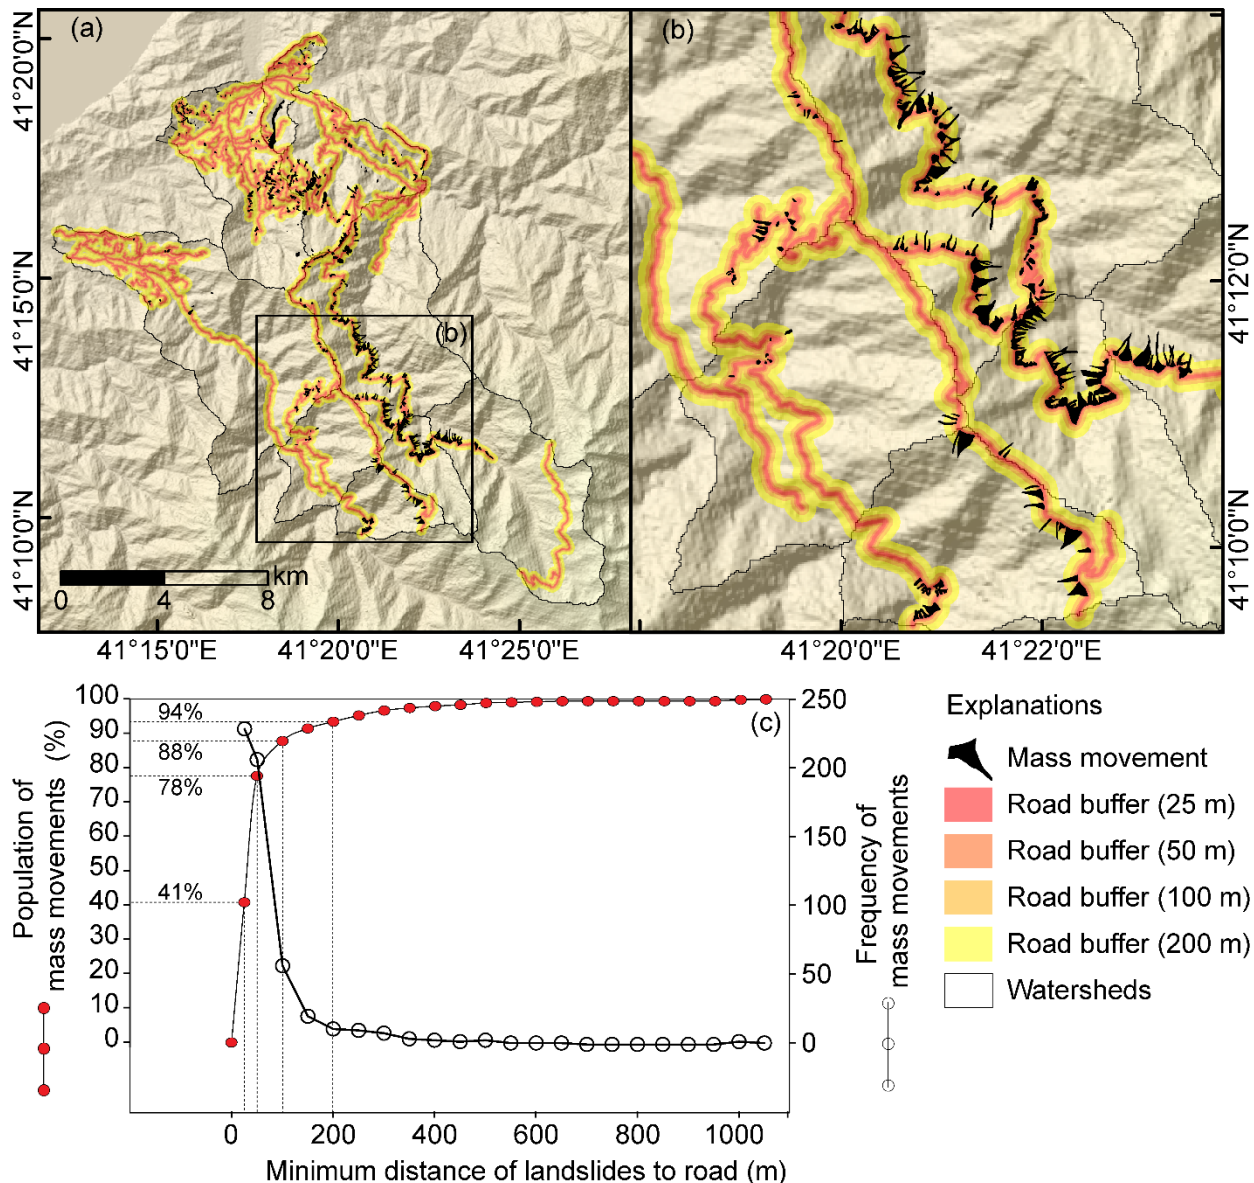 (a)
(b)
41°20'0"N
41°15'0"N
41°10'0"N
(b)
km
0 4 8
41°15'0"E 41°20'0"E 41°25'0"E
41°12'0"N
41°10'0"N
41°20'0"E 41°22'0"E
Population of
mass movements (%)
100
90
80
70
60
50
40
30
20
10
0
94%
88%
78%
41%
(c)
250
200
150
100
50
0
Frequency of
mass movements
0 200 400 600 800 1000
Minimum distance of landslides to road (m)
Explanations
Mass movement
Road buffer (25 m)
Road buffer (50 m)
Road buffer (100 m)
Road buffer (200 m)
Watersheds